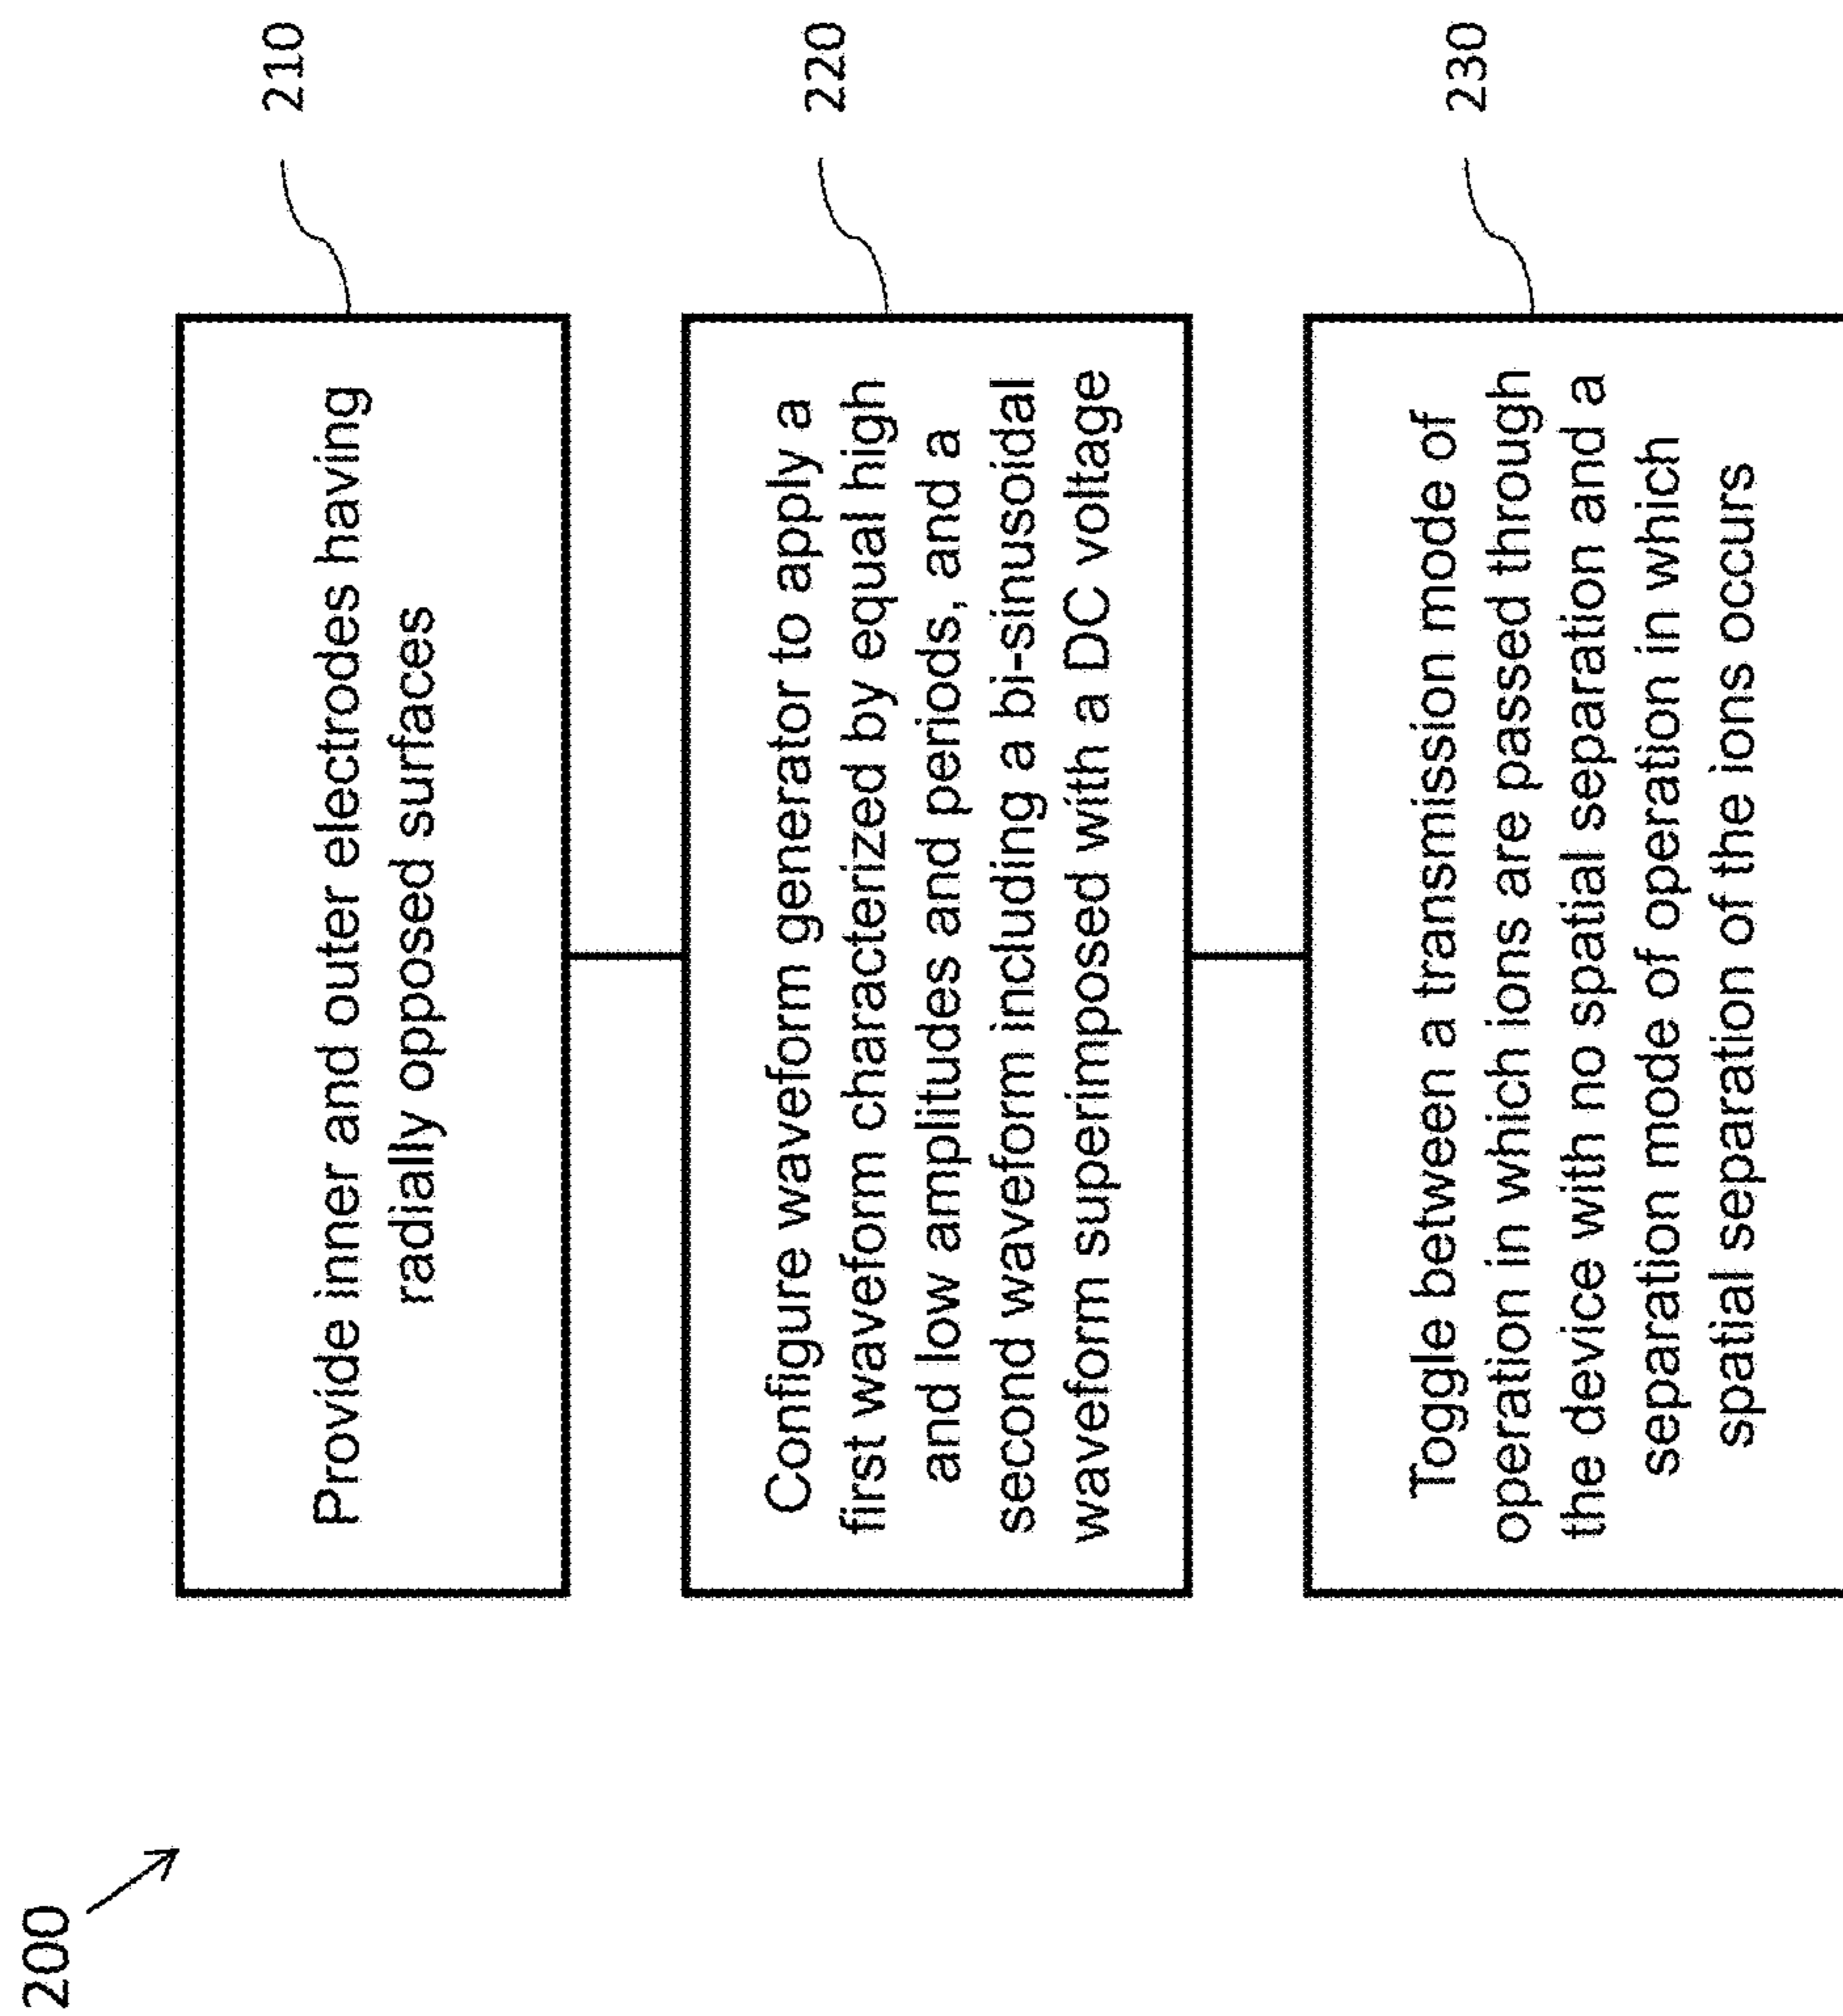 200
Provide inner and outer electrodes having
radially opposed surfaces
210
Configure waveform generator to apply a
first waveform characterized by equal high
and low amplitudes and periods, and a
second waveform including a bi-sinusoidal
waveform superimposed with a DC voltage
220
Toggle between a transmission mode of
operation in which ions are passed through
the device with no spatial separation and a
separation mode of operation in which
spatial separation of the ions occurs
230